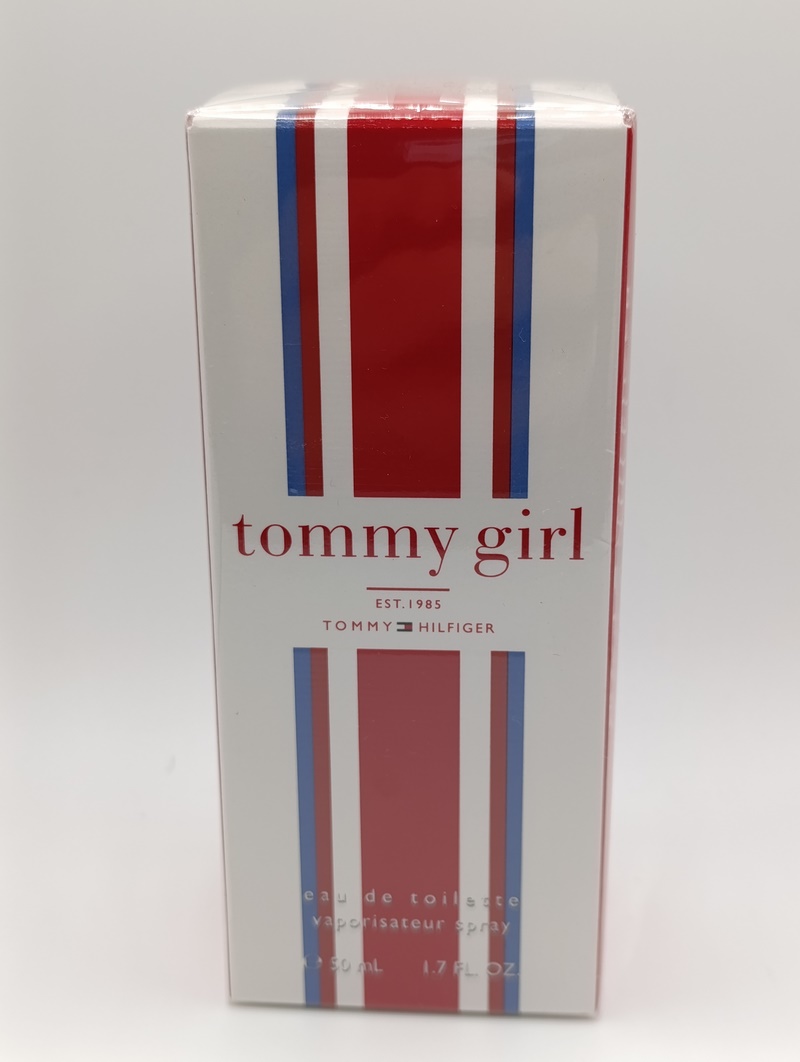 tommy girl
EST.1985
TOMMY HILFIGER
eau de toilette
vaporisateur spray
℮ 50 mL 1.7 FL. OZ.